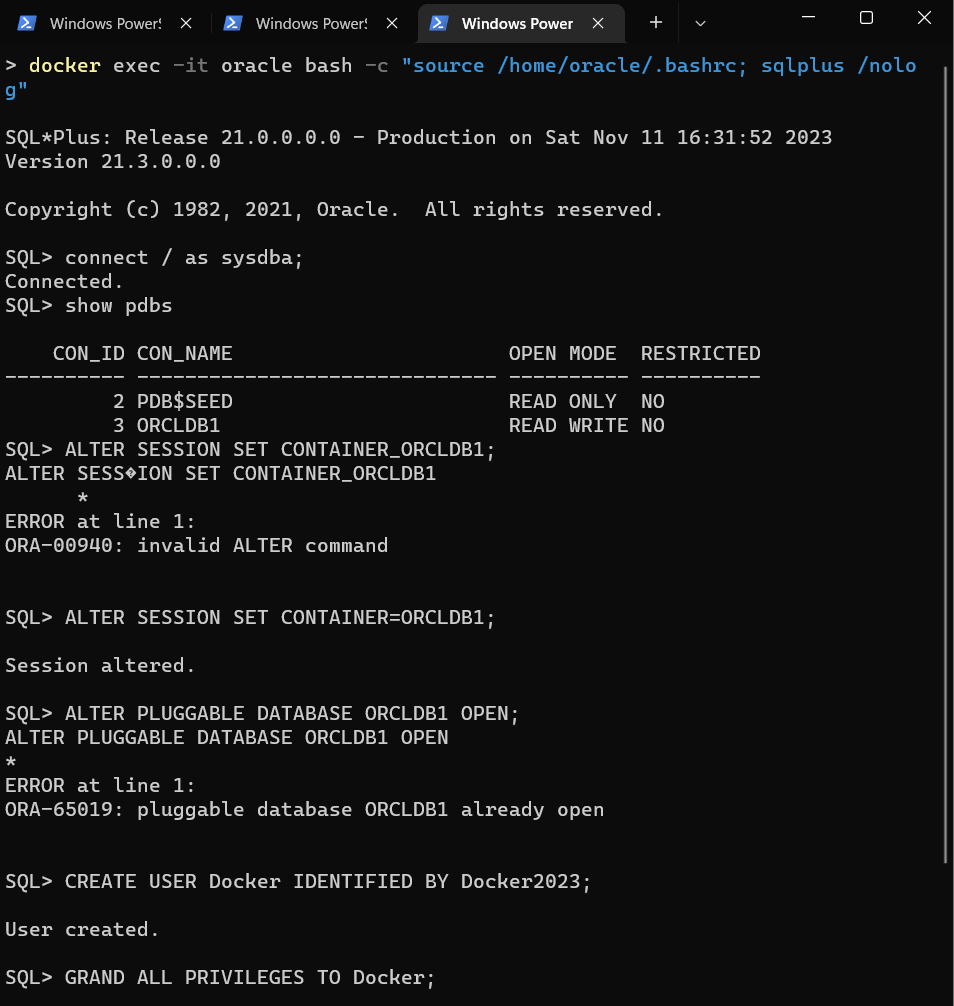 Windows PowerS
Windows PowerS
Windows Power
> docker exec -it oracle bash -c "source /home/oracle/.bashrc; sqlplus /nolo
g"
SQL*Plus: Release 21.0.0.0.0 - Production on Sat Nov 11 16:31:52 2023
Version 21.3.0.0.0
Copyright (c) 1982, 2021, Oracle.  All rights reserved.
SQL> connect / as sysdba;
Connected.
SQL> show pdbs
    CON_ID CON_NAME                       OPEN MODE  RESTRICTED
---------- ------------------------------ ---------- ----------
         2 PDB$SEED                       READ ONLY  NO
         3 ORCLDB1                        READ WRITE NO
SQL> ALTER SESSION SET CONTAINER_ORCLDB1;
ALTER SESS�ION SET CONTAINER_ORCLDB1
      *
ERROR at line 1:
ORA-00940: invalid ALTER command
SQL> ALTER SESSION SET CONTAINER=ORCLDB1;
Session altered.
SQL> ALTER PLUGGABLE DATABASE ORCLDB1 OPEN;
ALTER PLUGGABLE DATABASE ORCLDB1 OPEN
*
ERROR at line 1:
ORA-65019: pluggable database ORCLDB1 already open
SQL> CREATE USER Docker IDENTIFIED BY Docker2023;
User created.
SQL> GRAND ALL PRIVILEGES TO Docker;